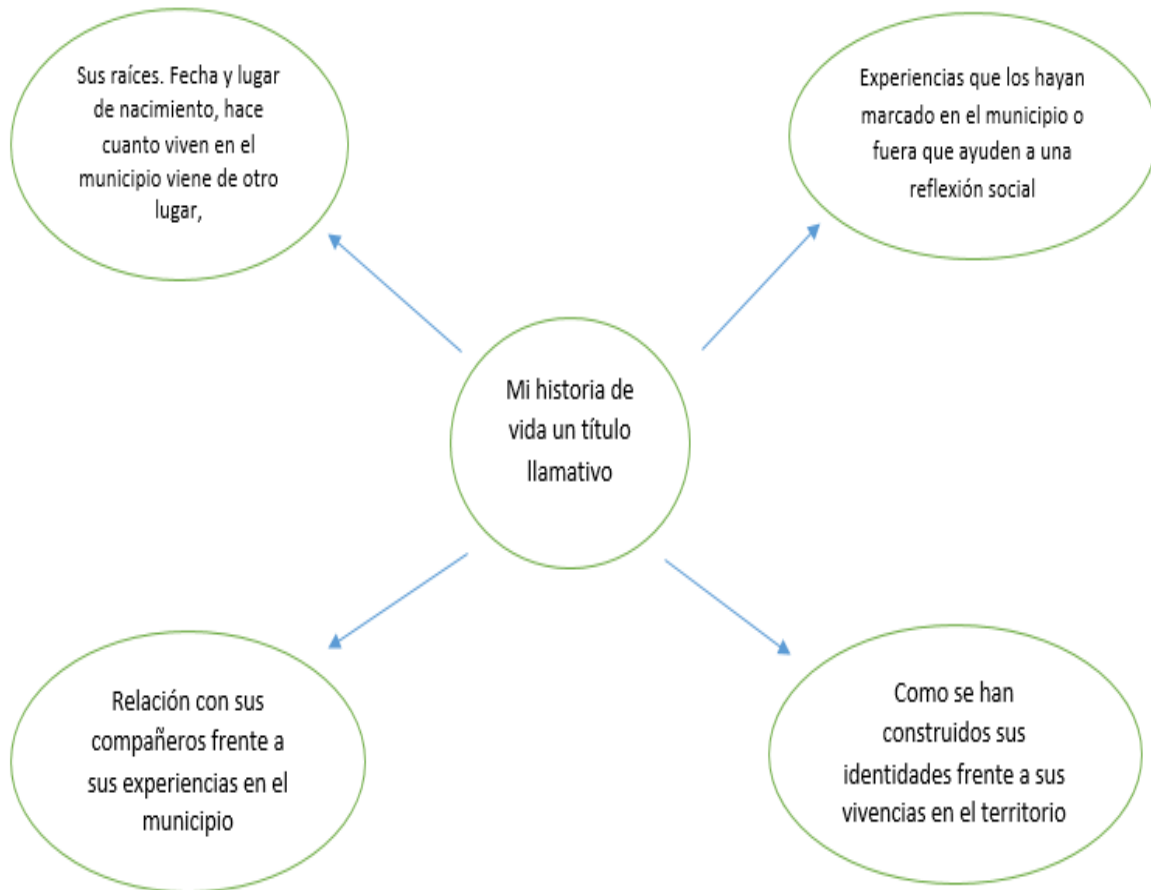 Sus raíces. Fecha y lugar
de nacimiento, hace
cuanto viven en el
municipio viene de otro
lugar,
Experiencias que los hayan
marcado en el municipio o
fuera que ayuden a una
reflexión social
Mi historia de
vida un título
llamativo
Relación con sus
compañeros frente a
sus experiencias en el
municipio
Como se han
construidos sus
identidades frente a sus
vivencias en el territorio